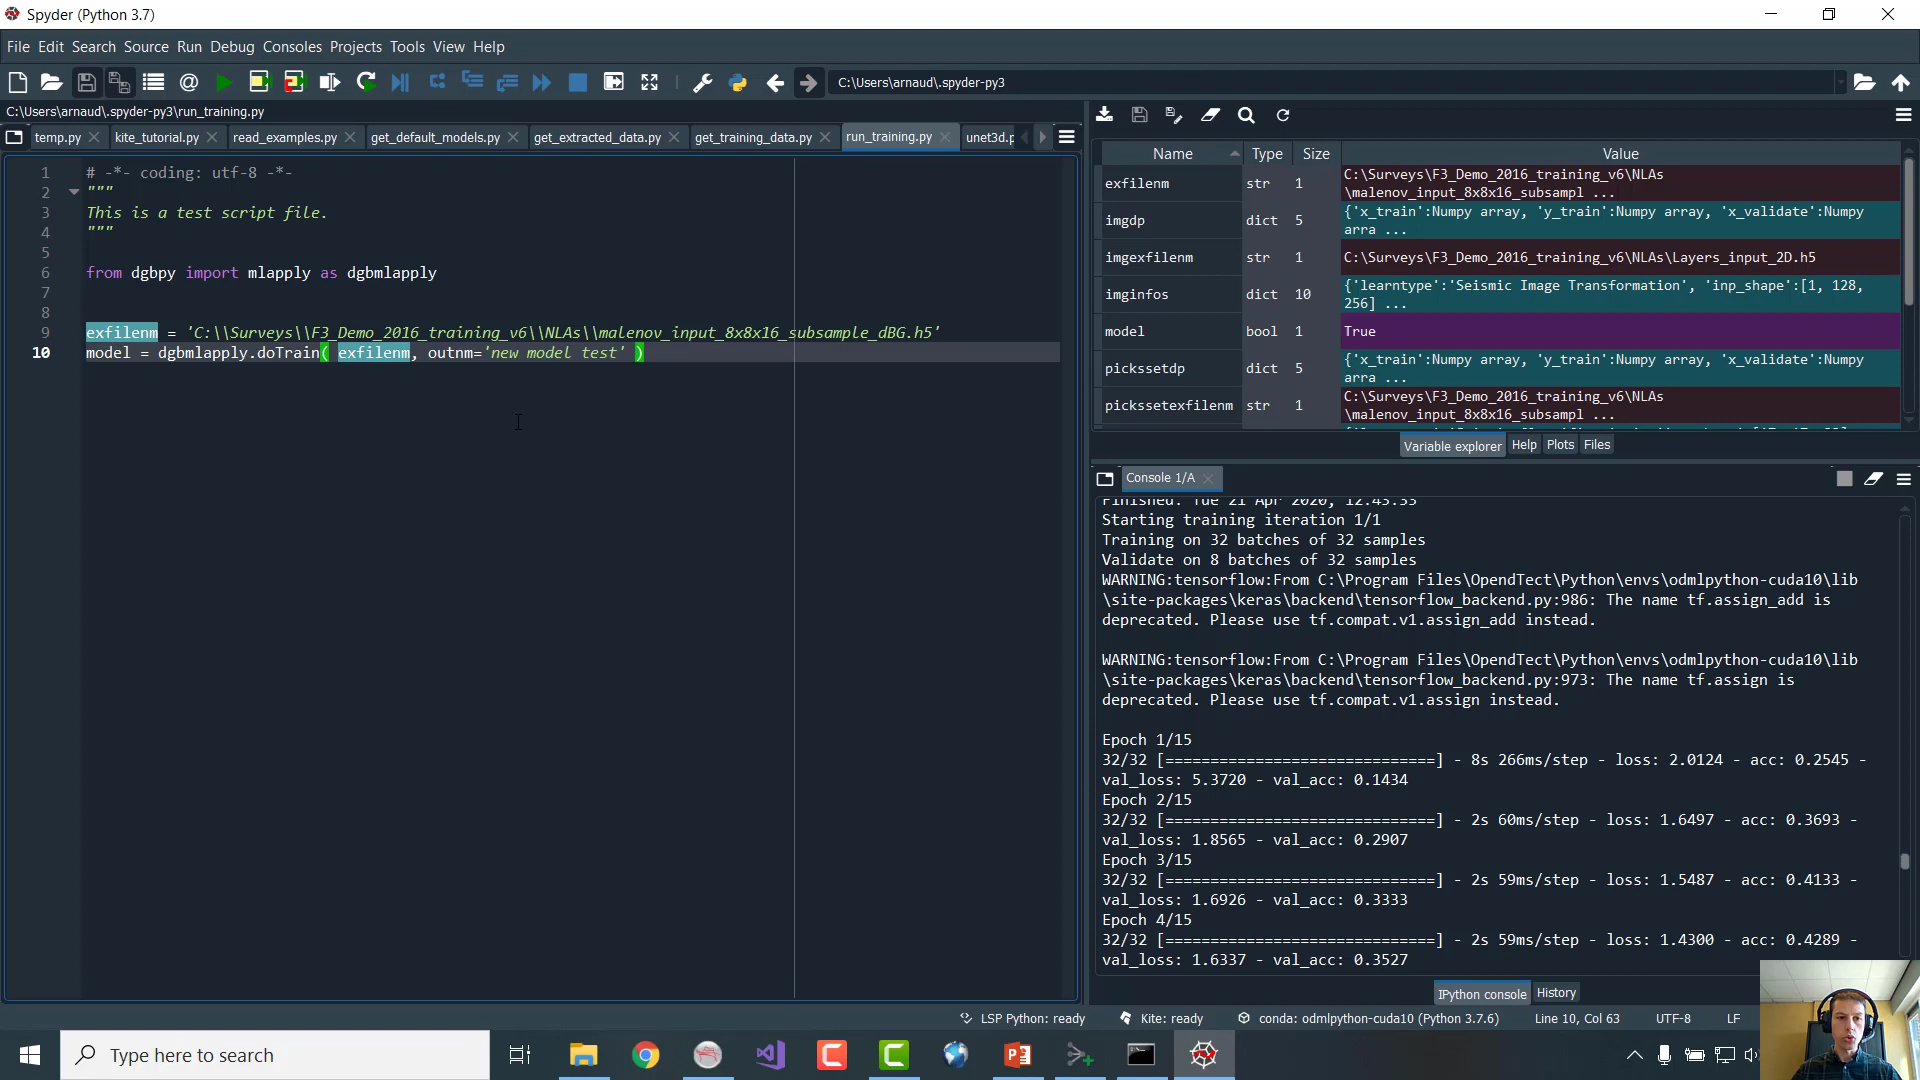 Spyder (Python 3.7)
File Edit Search Source Run Debug Consoles Projects Tools View Help
C:\Users\arnaud\.spyder-py3
C:\Users\arnaud\.spyder-py3\run_training.py
temp.py kite_tutorial.py read_examples.py get_default_models.py get_extracted_data.py get_training_data.py run_training.py unet3d.p
1 # -*- coding: utf-8 -*-
2 """
3 This is a test script file.
4 """
5
6 from dgbpy import mlapply as dgbmlapply
7
8
9 exfilenm = 'C:\\Surveys\\F3_Demo_2016_training_v6\\NLAs\\malenov_input_8x8x16_subsample_dBG.h5'
10 model = dgbmlapply.doTrain( exfilenm, outnm='new model test' )
Name Type Size Value
exfilenm str 1 C:\Surveys\F3_Demo_2016_training_v6\NLAs
\malenov_input_8x8x16_subsampl ...
imgdp dict 5 {'x_train':Numpy array, 'y_train':Numpy array, 'x_validate':Numpy
arra ...
imgexfilenm str 1 C:\Surveys\F3_Demo_2016_training_v6\NLAs\Layers_input_2D.h5
imginfos dict 10 {'learntype':'Seismic Image Transformation', 'inp_shape':[1, 128,
256] ...
model bool 1 True
pickssetdp dict 5 {'x_train':Numpy array, 'y_train':Numpy array, 'x_validate':Numpy
arra ...
pickssetexfilenm str 1 C:\Surveys\F3_Demo_2016_training_v6\NLAs
\malenov_input_8x8x16_subsampl ...
Variable explorer Help Plots Files
Console 1/A
Finished: Tue 21 Apr 2020, 12:43:33
Starting training iteration 1/1
Training on 32 batches of 32 samples
Validate on 8 batches of 32 samples
WARNING:tensorflow:From C:\Program Files\OpendTect\Python\envs\odmlpython-cuda10\lib
\site-packages\keras\backend\tensorflow_backend.py:986: The name tf.assign_add is
deprecated. Please use tf.compat.v1.assign_add instead.
WARNING:tensorflow:From C:\Program Files\OpendTect\Python\envs\odmlpython-cuda10\lib
\site-packages\keras\backend\tensorflow_backend.py:973: The name tf.assign is
deprecated. Please use tf.compat.v1.assign instead.
Epoch 1/15
32/32 [==============================] - 8s 266ms/step - loss: 2.0124 - acc: 0.2545 -
val_loss: 5.3720 - val_acc: 0.1434
Epoch 2/15
32/32 [==============================] - 2s 60ms/step - loss: 1.6497 - acc: 0.3693 -
val_loss: 1.8565 - val_acc: 0.2907
Epoch 3/15
32/32 [==============================] - 2s 59ms/step - loss: 1.5487 - acc: 0.4133 -
val_loss: 1.6926 - val_acc: 0.3333
Epoch 4/15
32/32 [==============================] - 2s 59ms/step - loss: 1.4300 - acc: 0.4289 -
val_loss: 1.6337 - val_acc: 0.3527
IPython console History
LSP Python: ready Kite: ready conda: odmlpython-cuda10 (Python 3.7.6) Line 10, Col 63 UTF-8 LF
Type here to search